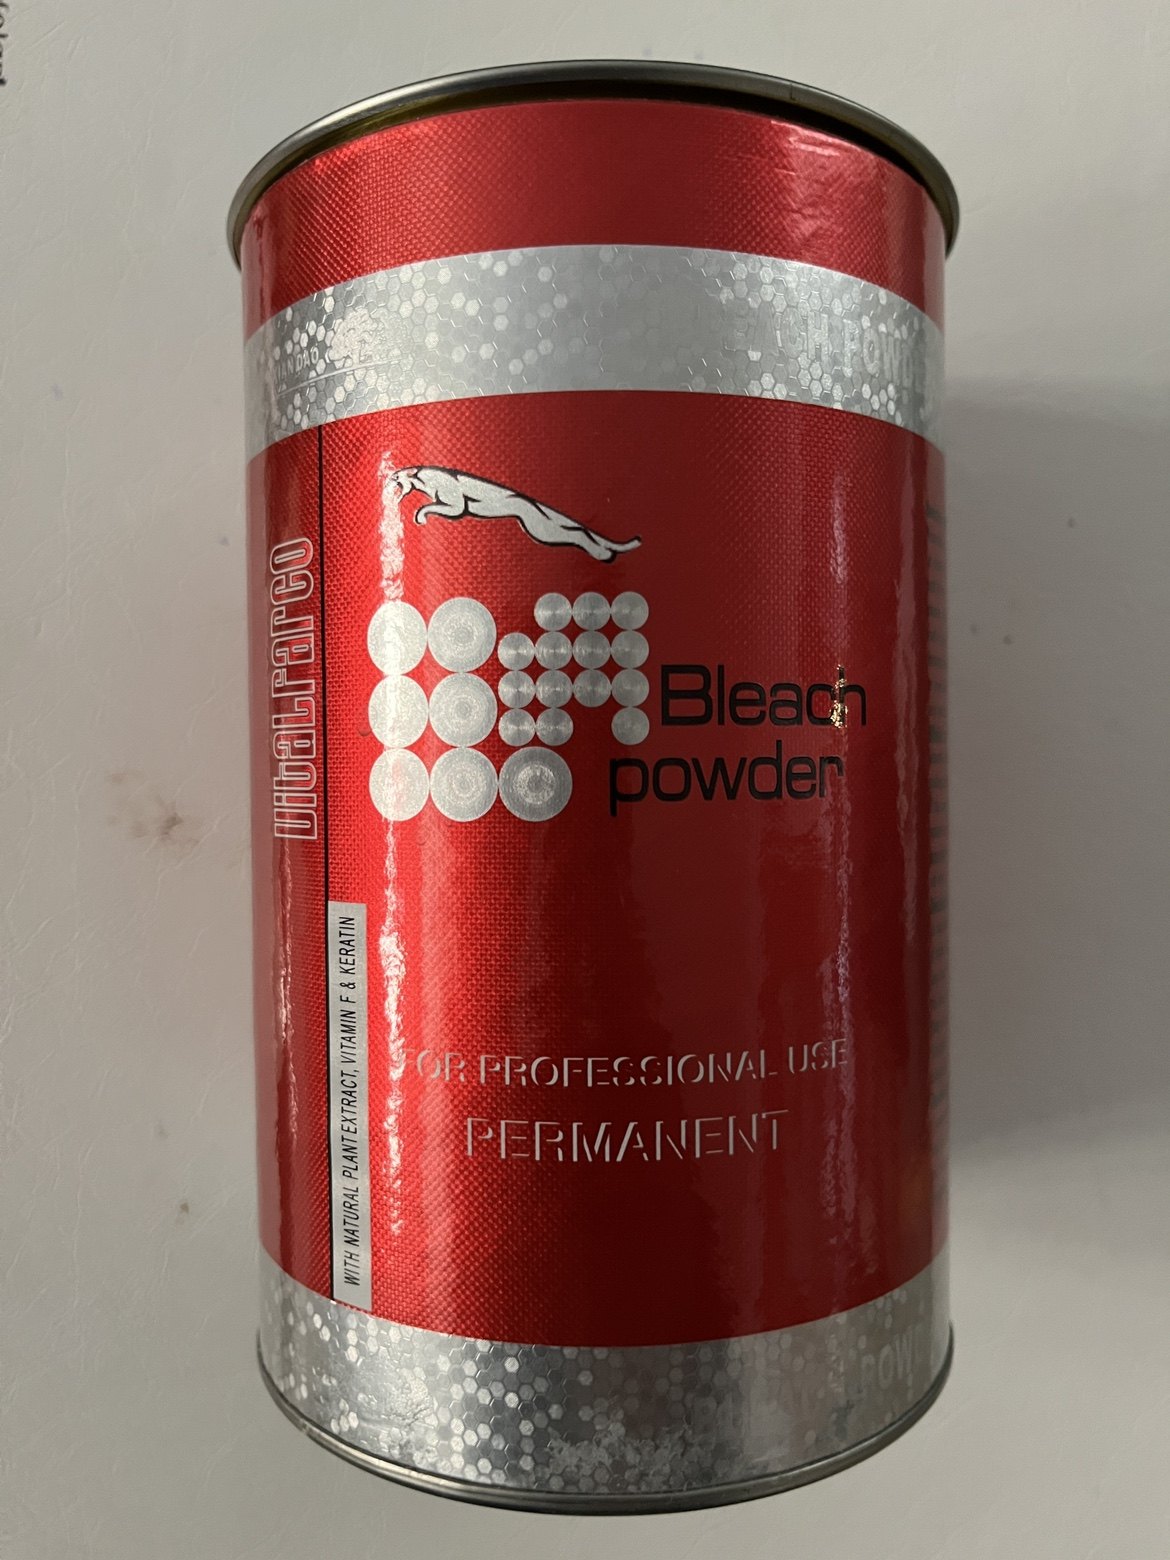 Vitalfarco
Bleach
powder
WITH NATURAL PLANT EXTRACT, VITAMIN F & KERATIN
FOR PROFESSIONAL USE
PERMANENT